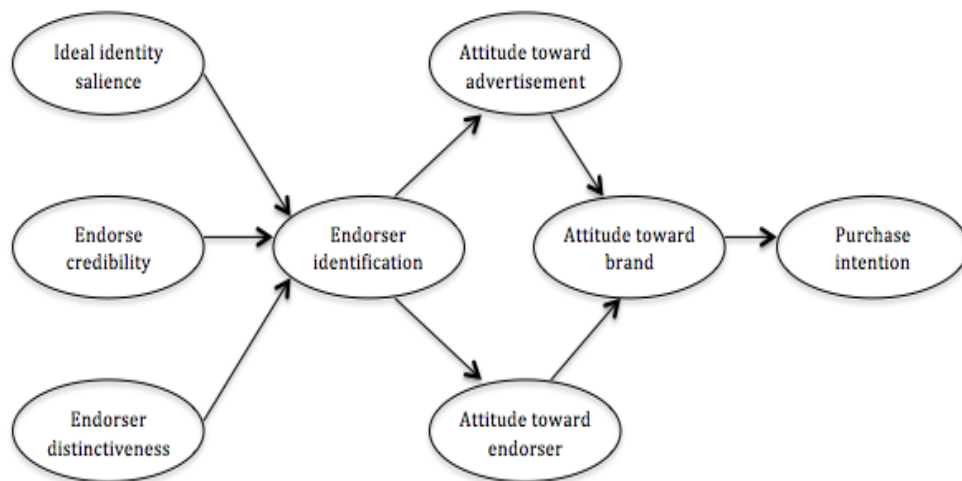 Ideal identity
salience
Attitude toward
advertisement
Endorse
credibility
Endorser
identification
Attitude toward
brand
Purchase
intention
Endorser
distinctiveness
Attitude toward
endorser